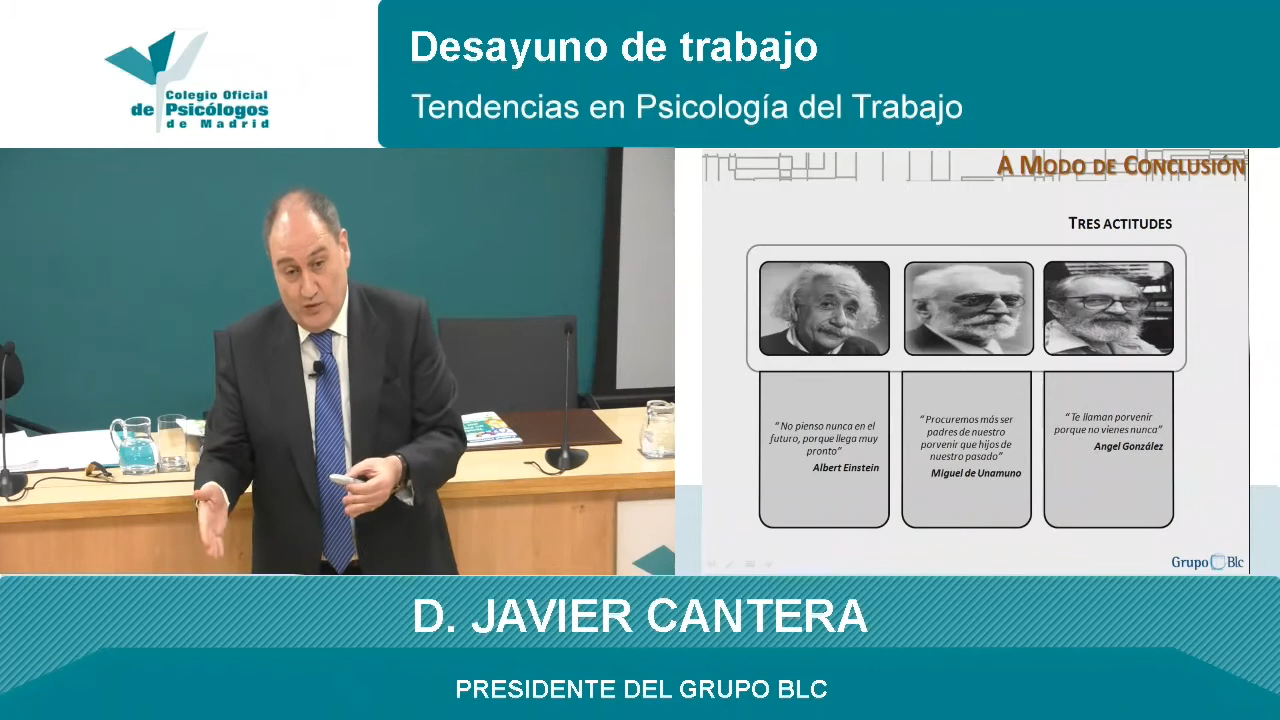 Colegio Oficial
de Psicólogos
de Madrid
Desayuno de trabajo
Tendencias en Psicología del Trabajo
A MODO DE CONCLUSIÓN
TRES ACTITUDES
“No pienso nunca en el
futuro, porque llega muy
pronto”
Albert Einstein
“Procuremos más ser
padres de nuestro
porvenir que hijos de
nuestro pasado”
Miguel de Unamuno
“Te llaman porvenir
porque no vienes nunca”
Angel González
Grupo Blc
D. JAVIER CANTERA
PRESIDENTE DEL GRUPO BLC